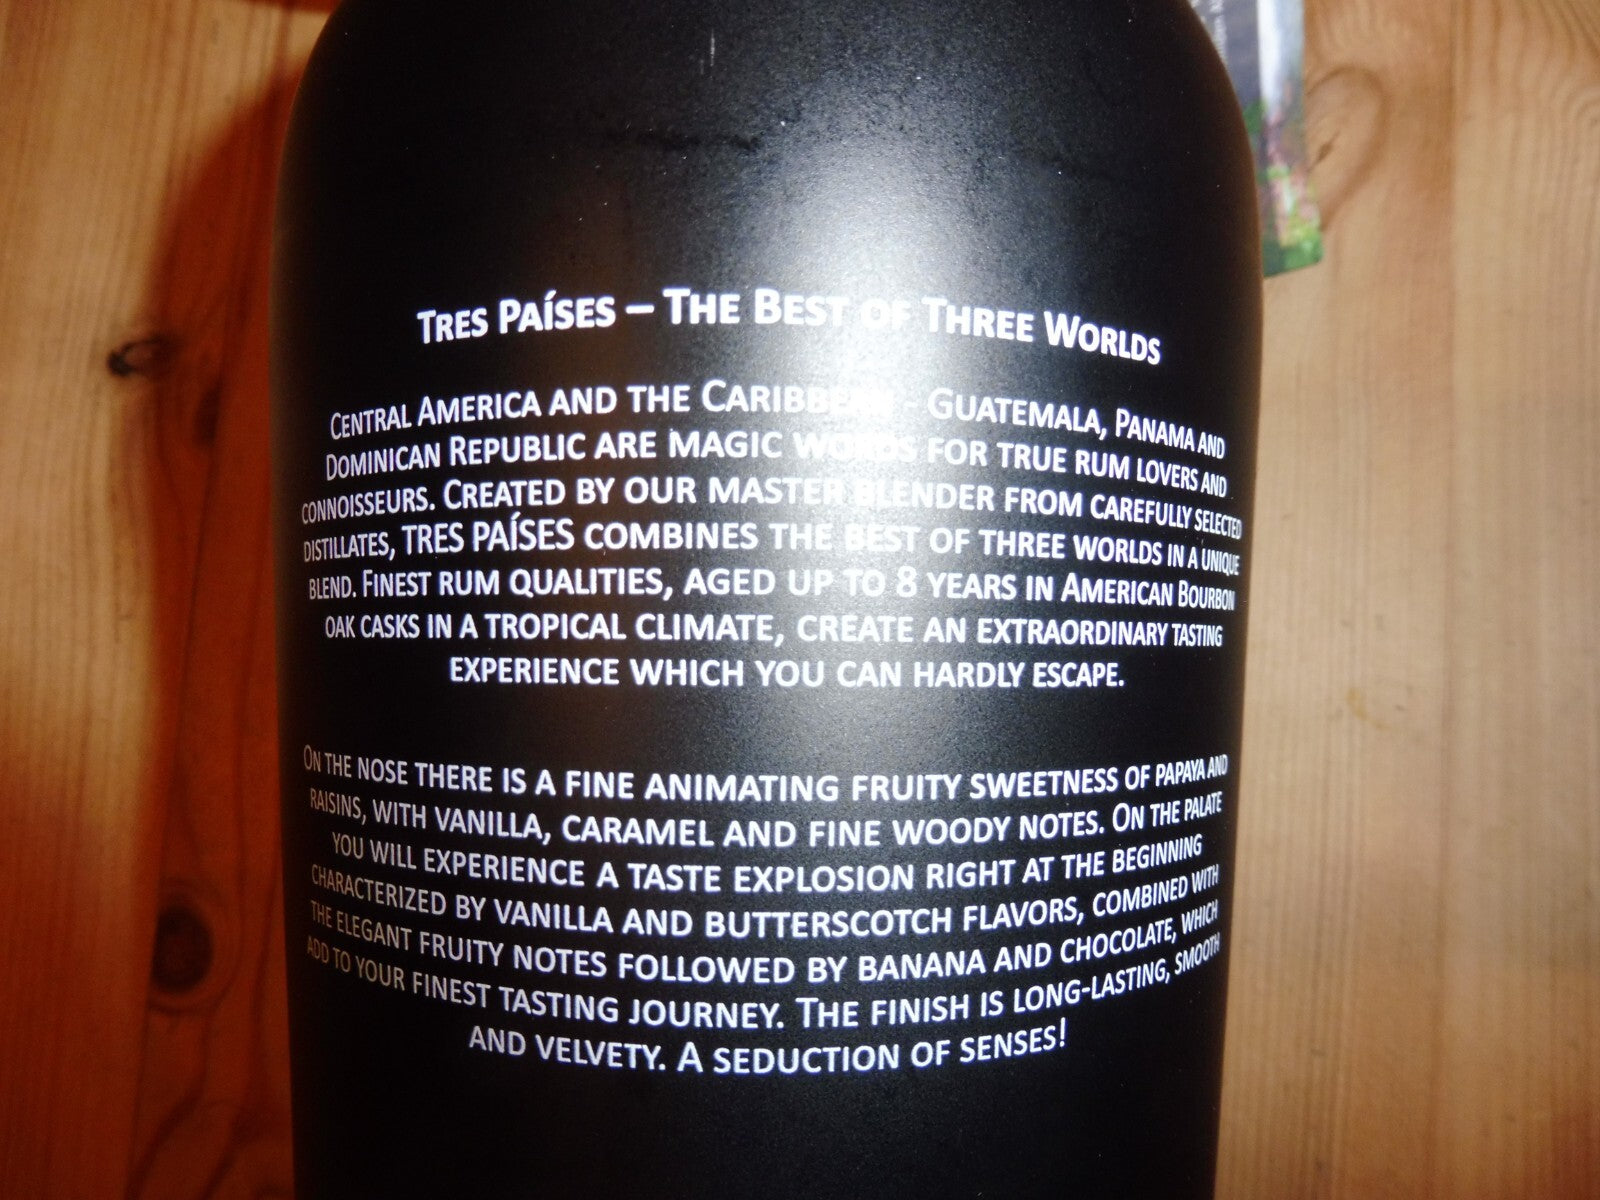 TRES PAÍSES – THE BEST OF THREE WORLDS
CENTRAL AMERICA AND THE CARIBBEAN - GUATEMALA, PANAMA AND
DOMINICAN REPUBLIC ARE MAGIC WORDS FOR TRUE RUM LOVERS AND
CONNOISSEURS. CREATED BY OUR MASTER BLENDER FROM CAREFULLY SELECTED
DISTILLATES, TRES PAÍSES COMBINES THE BEST OF THREE WORLDS IN A UNIQUE
BLEND. FINEST RUM QUALITIES, AGED UP TO 8 YEARS IN AMERICAN BOURBON
OAK CASKS IN A TROPICAL CLIMATE, CREATE AN EXTRAORDINARY TASTING
EXPERIENCE WHICH YOU CAN HARDLY ESCAPE.
ON THE NOSE THERE IS A FINE ANIMATING FRUITY SWEETNESS OF PAPAYA AND
RAISINS, WITH VANILLA, CARAMEL AND FINE WOODY NOTES. ON THE PALATE
YOU WILL EXPERIENCE A TASTE EXPLOSION RIGHT AT THE BEGINNING
CHARACTERIZED BY VANILLA AND BUTTERSCOTCH FLAVORS, COMBINED WITH
THE ELEGANT FRUITY NOTES FOLLOWED BY BANANA AND CHOCOLATE, WHICH
ADD TO YOUR FINEST TASTING JOURNEY. THE FINISH IS LONG-LASTING, SMOOTH
AND VELVETY. A SEDUCTION OF SENSES!